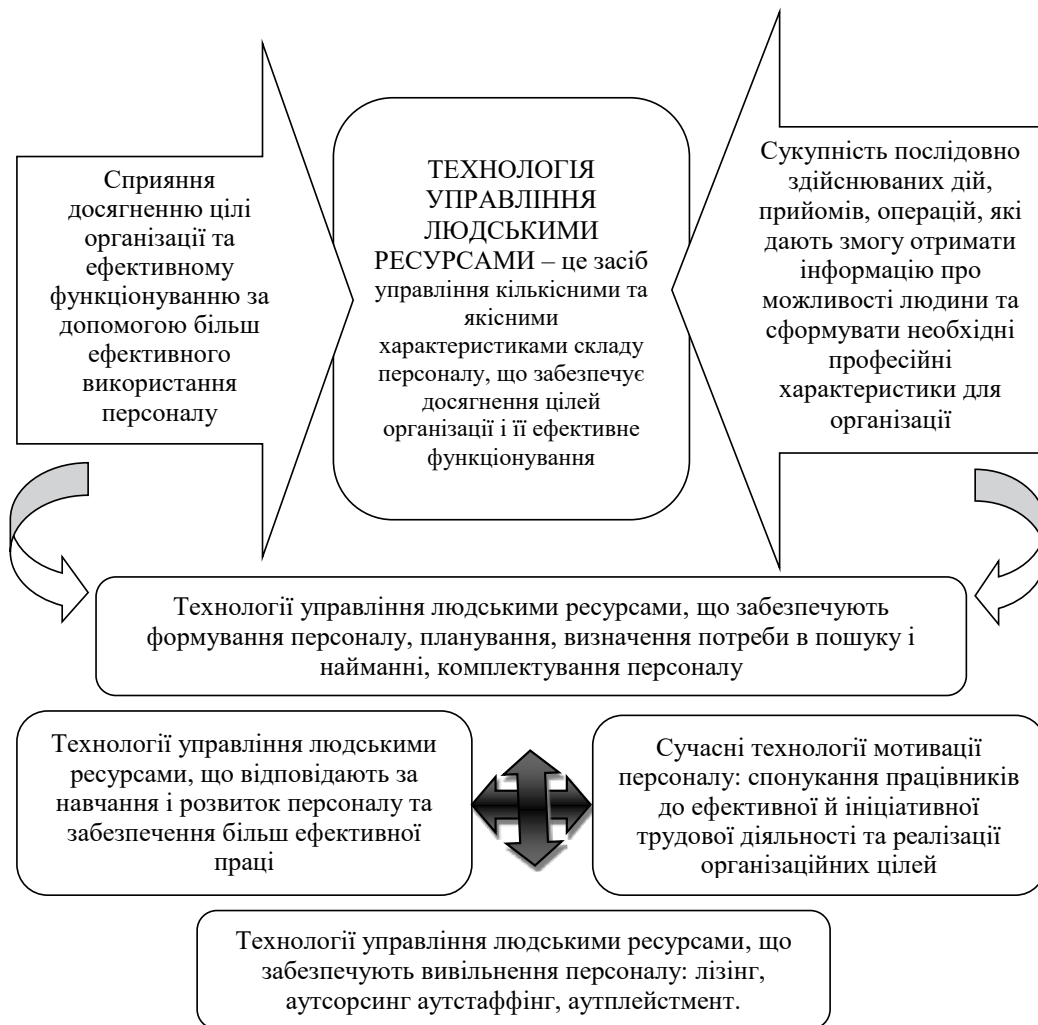 Сприяння
досягненню цілі
організації та
ефективному
функціонуванню за
допомогою більш
ефективного
використання
персоналу
ТЕХНОЛОГІЯ
УПРАВЛІННЯ
ЛЮДСЬКИМИ
РЕСУРСАМИ – це засіб
управління кількісними та
якісними
характеристиками складу
персоналу, що забезпечує
досягнення цілей
організації і її ефективне
функціонування
Сукупність послідовно
здійснюваних дій,
прийомів, операцій, які
дають змогу отримати
інформацію про
можливості людини та
сформувати необхідні
професійні
характеристики для
організації
Технології управління людськими ресурсами, що забезпечують
формування персоналу, планування, визначення потреби в пошуку і
найманні, комплектування персоналу
Технології управління людськими
ресурсами, що відповідають за
навчання і розвиток персоналу та
забезпечення більш ефективної
праці
Сучасні технології мотивації
персоналу: спонукання працівників
до ефективної й ініціативної
трудової діяльності та реалізації
організаційних цілей
Технології управління людськими ресурсами, що
забезпечують вивільнення персоналу: лізінг,
аутсорсинг аутстаффінг, аутплейстмент.